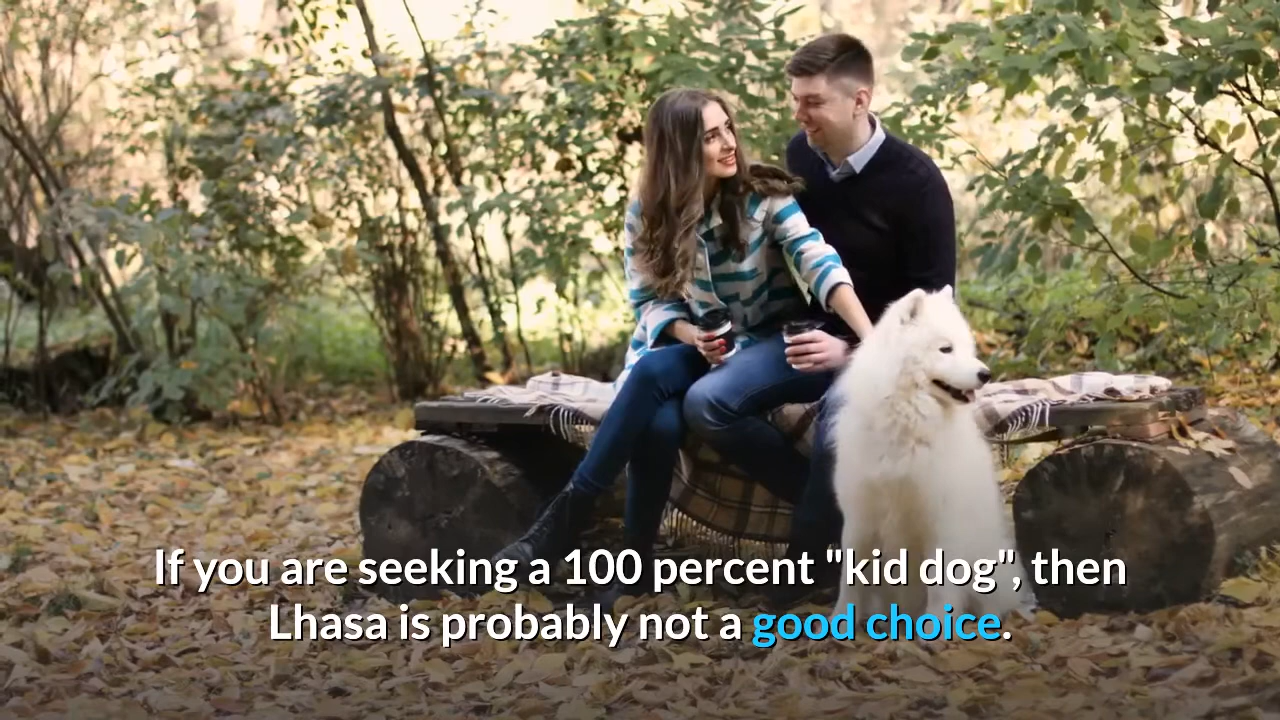 If you are seeking a 100 percent "kid dog", then
Lhasa is probably not a good choice.